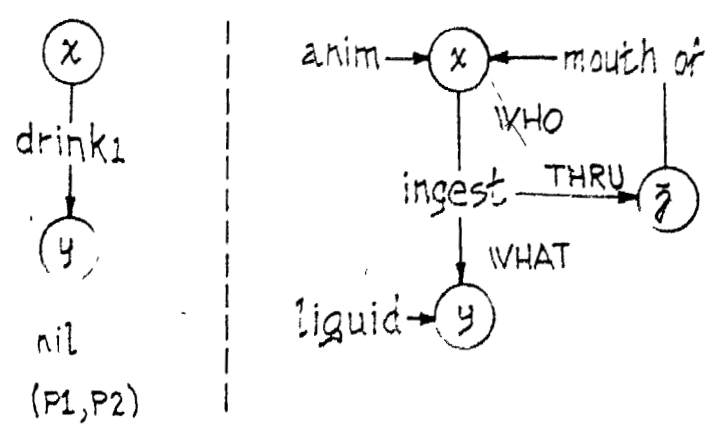 x
drink1
y
nil
(P1,P2)
anim x mouth of
WHO
ingest THRU z
WHAT
liquid y